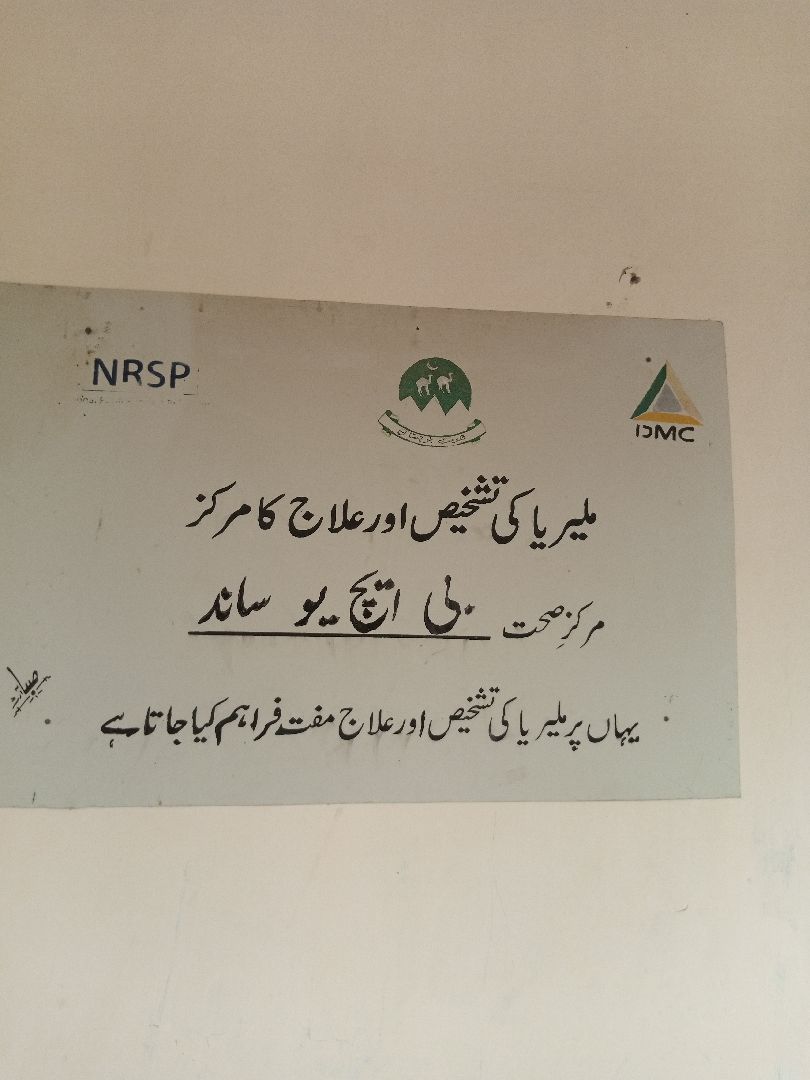 NRSP
DMC
ملیریا کی تشخیص اور علاج کا مرکز
مرکزِ صحت بی ایچ یو ساند
یہاں پر ملیریا کی تشخیص اور علاج مفت فراہم کیا جاتا ہے